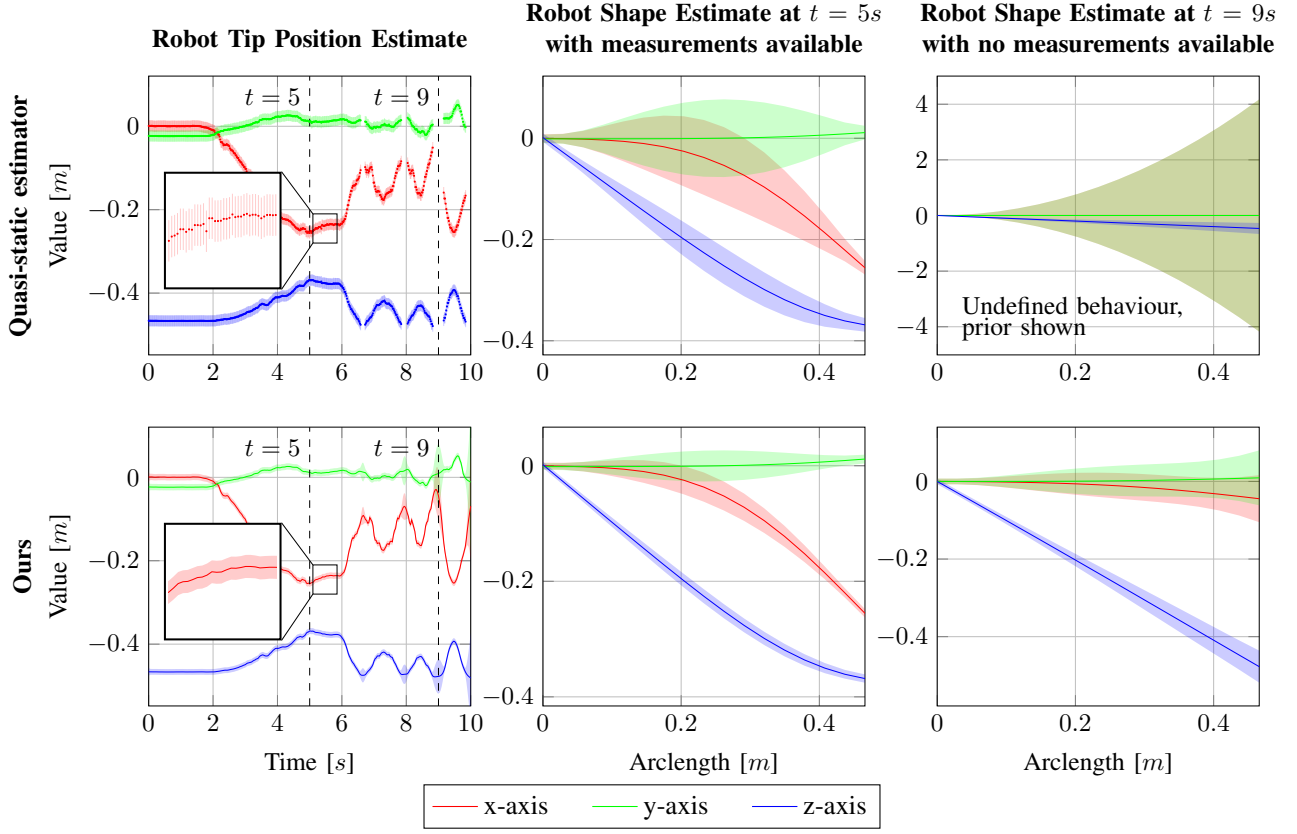 Robot Tip Position Estimate
Robot Shape Estimate at t = 5s
with measurements available
Robot Shape Estimate at t = 9s
with no measurements available
Quasi-static estimator
Value [m]
0
−0.2
−0.4
t = 5
t = 9
0 2 4 6 8 10
0
−0.2
−0.4
0 0.2 0.4
4
2
0
−2
−4
Undefined behaviour,
prior shown
0 0.2 0.4
Ours
Value [m]
0
−0.2
−0.4
t = 5
t = 9
0 2 4 6 8 10
Time [s]
0
−0.2
−0.4
0 0.2 0.4
Arclength [m]
0
−0.2
−0.4
0 0.2 0.4
Arclength [m]
x-axis y-axis z-axis